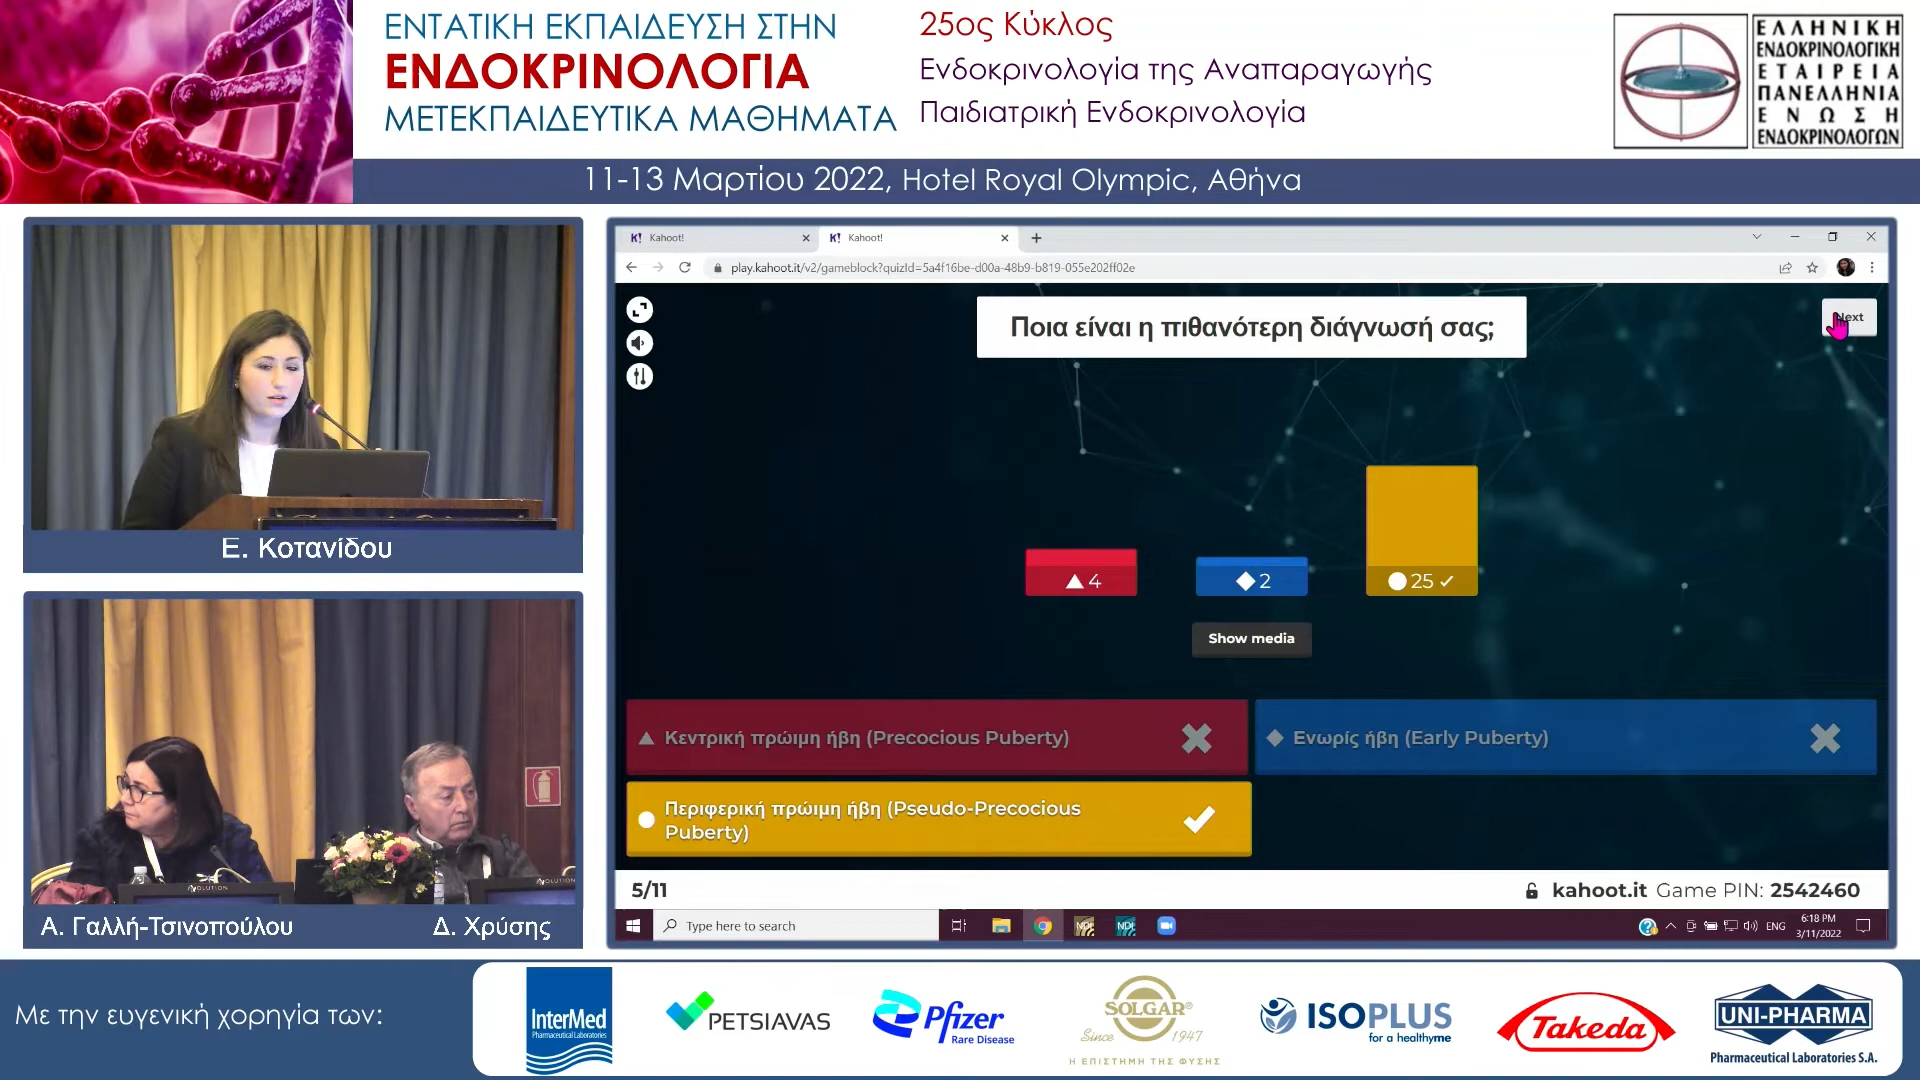 ΕΝΤΑΤΙΚΗ ΕΚΠΑΙΔΕΥΣΗ ΣΤΗΝ
ΕΝΔΟΚΡΙΝΟΛΟΓΙΑ
ΜΕΤΕΚΠΑΙΔΕΥΤΙΚΑ ΜΑΘΗΜΑΤΑ
25ος Κύκλος
Ενδοκρινολογία της Αναπαραγωγής
Παιδιατρική Ενδοκρινολογία
ΕΛΛΗΝΙΚΗ
ΕΝΔΟΚΡΙΝΟΛΟΓΙΚΗ
ΕΤΑΙΡΕΙΑ
ΠΑΝΕΛΛΗΝΙΑ
ΕΝΩΣΗ
ΕΝΔΟΚΡΙΝΟΛΟΓΩΝ
11-13 Μαρτίου 2022, Hotel Royal Olympic, Αθήνα
Ε. Κοτανίδου
Α. Γαλλή-Τσινοπούλου
Δ. Χρύσης
K! Kahoot!
K! Kahoot!
play.kahoot.it/v2/gameblock?quizId=5a4f16be-d00a-48b9-b819-055e202ff02e
Ποια είναι η πιθανότερη διάγνωσή σας;
Next
4
2
25
Show media
Κεντρική πρώιμη ήβη (Precocious Puberty)
Ενωρίς ήβη (Early Puberty)
Περιφερική πρώιμη ήβη (Pseudo-Precocious
Puberty)
5/11
kahoot.it Game PIN: 2542460
Type here to search
ENG
6:18 PM
3/11/2022
Με την ευγενική χορηγία των:
InterMed
Pharmaceutical Laboratories
PETSIAVAS
Pfizer
Rare Disease
SOLGAR®
Since 1947
Η ΕΠΙΣΤΗΜΗ ΤΗΣ ΦΥΣΗΣ
ISOPLUS
for a healthyme
Takeda
UNI-PHARMA
Pharmaceutical Laboratories S.A.